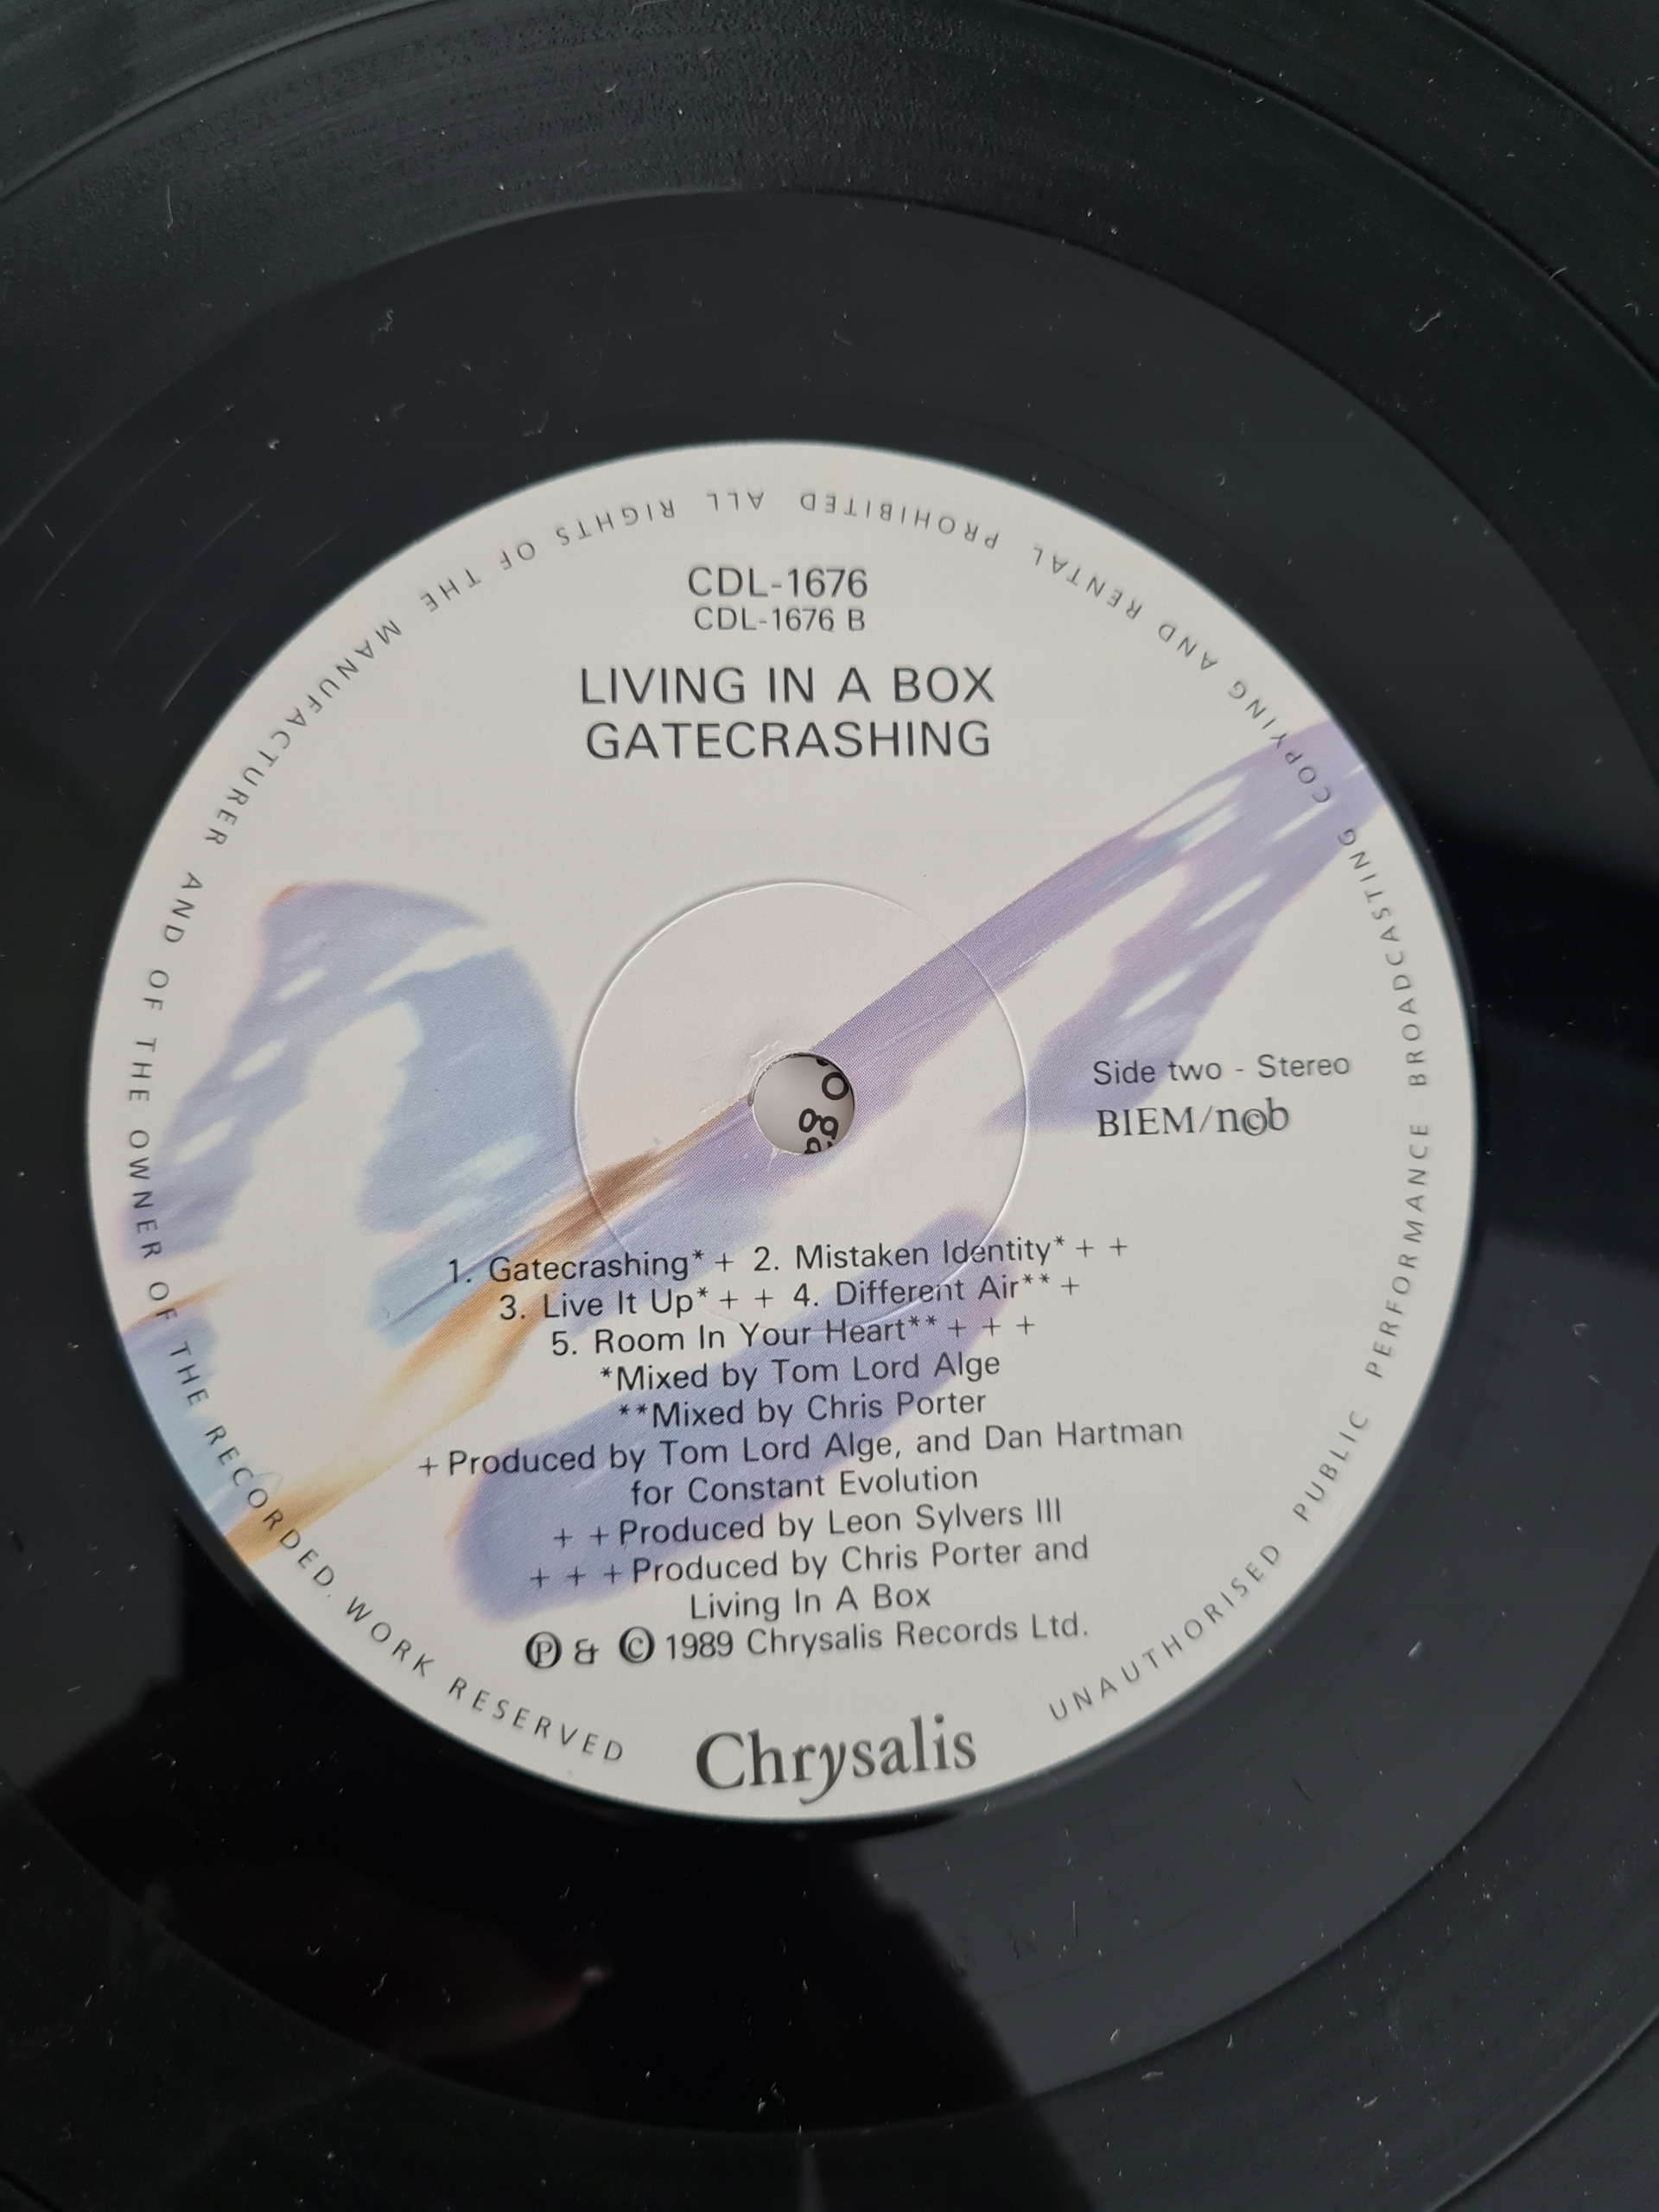 CDL-1676
CDL-1676 B
LIVING IN A BOX
GATECRASHING
Side two - Stereo
BIEM/n©b
1. Gatecrashing* + 2. Mistaken Identity* + +
3. Live It Up* + + 4. Different Air** +
5. Room In Your Heart** + + +
*Mixed by Tom Lord Alge
**Mixed by Chris Porter
+ Produced by Tom Lord Alge, and Dan Hartman
for Constant Evolution
+ + Produced by Leon Sylvers III
+ + + Produced by Chris Porter and
Living In A Box
Ⓟ & © 1989 Chrysalis Records Ltd.
Chrysalis
UNAUTHORISED PUBLIC PERFORMANCE BROADCASTING COPYING AND RENTAL PROHIBITED ALL RIGHTS OF THE MANUFACTURER AND OF THE OWNER OF THE RECORDED. WORK RESERVED